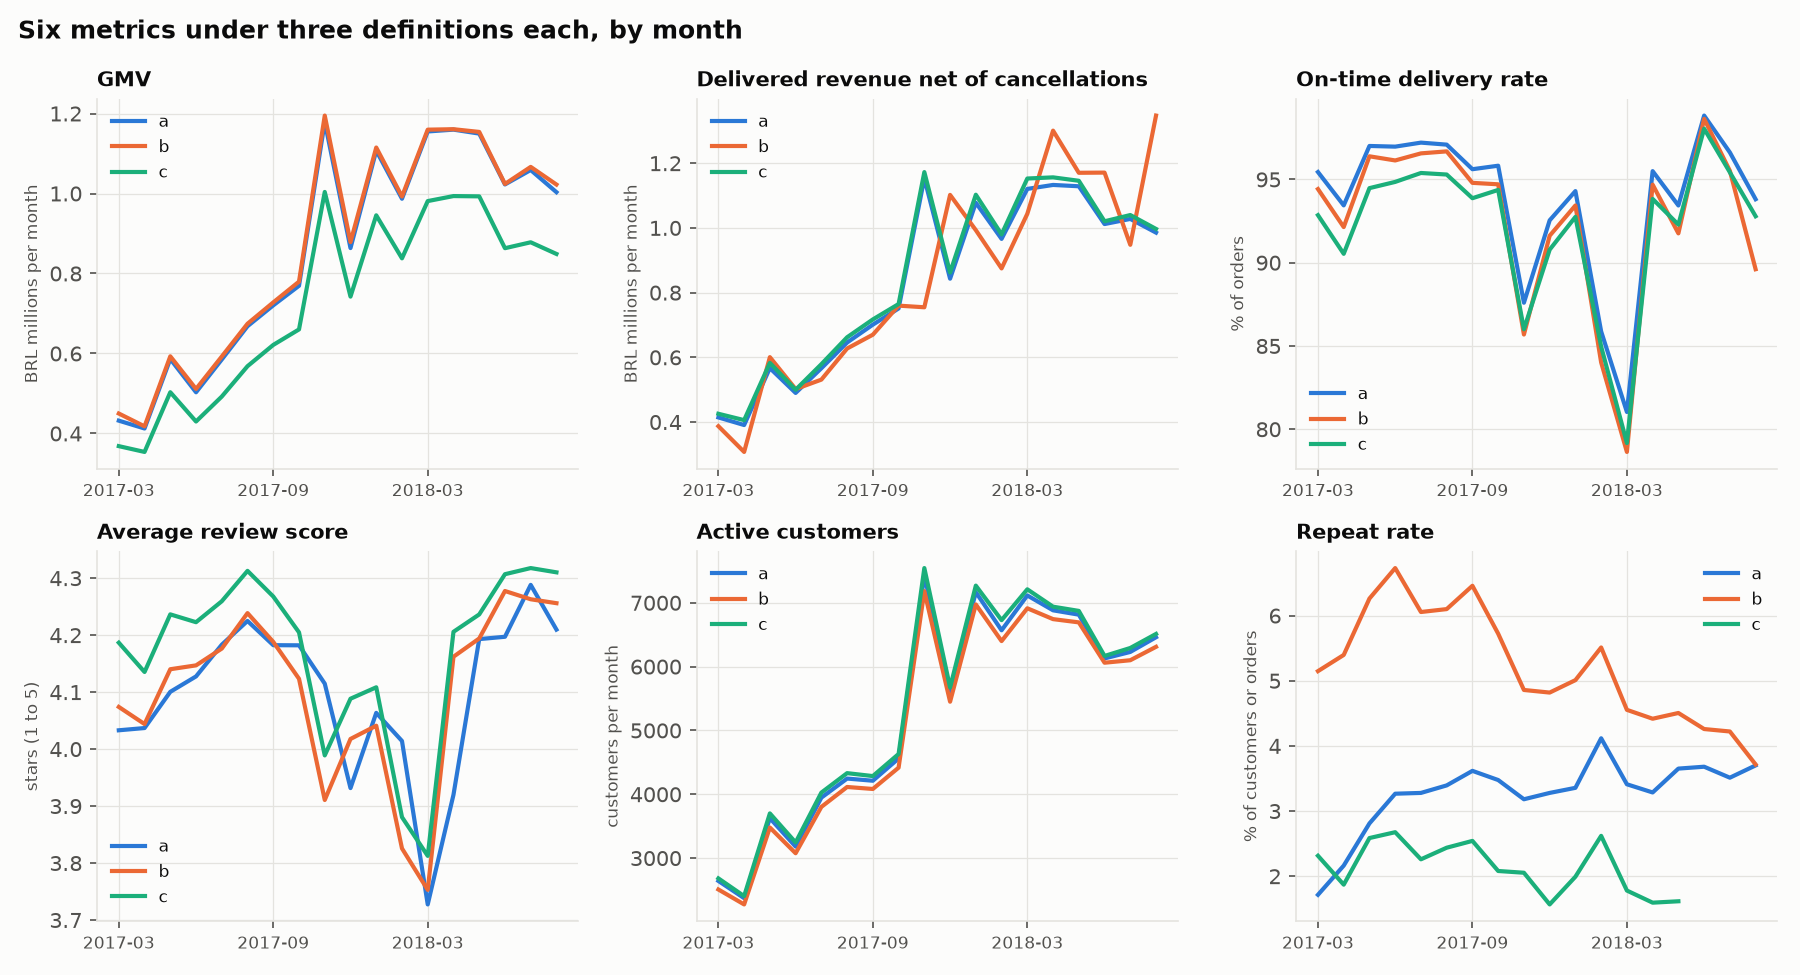 Six metrics under three definitions each, by month
GMV
BRL millions per month
1.2
1.0
0.8
0.6
0.4
a
b
c
2017-03
2017-09
2018-03
Delivered revenue net of cancellations
BRL millions per month
1.2
1.0
0.8
0.6
0.4
a
b
c
2017-03
2017-09
2018-03
On-time delivery rate
% of orders
95
90
85
80
a
b
c
2017-03
2017-09
2018-03
Average review score
stars (1 to 5)
4.3
4.2
4.1
4.0
3.9
3.8
3.7
a
b
c
2017-03
2017-09
2018-03
Active customers
customers per month
7000
6000
5000
4000
3000
a
b
c
2017-03
2017-09
2018-03
Repeat rate
% of customers or orders
6
5
4
3
2
a
b
c
2017-03
2017-09
2018-03